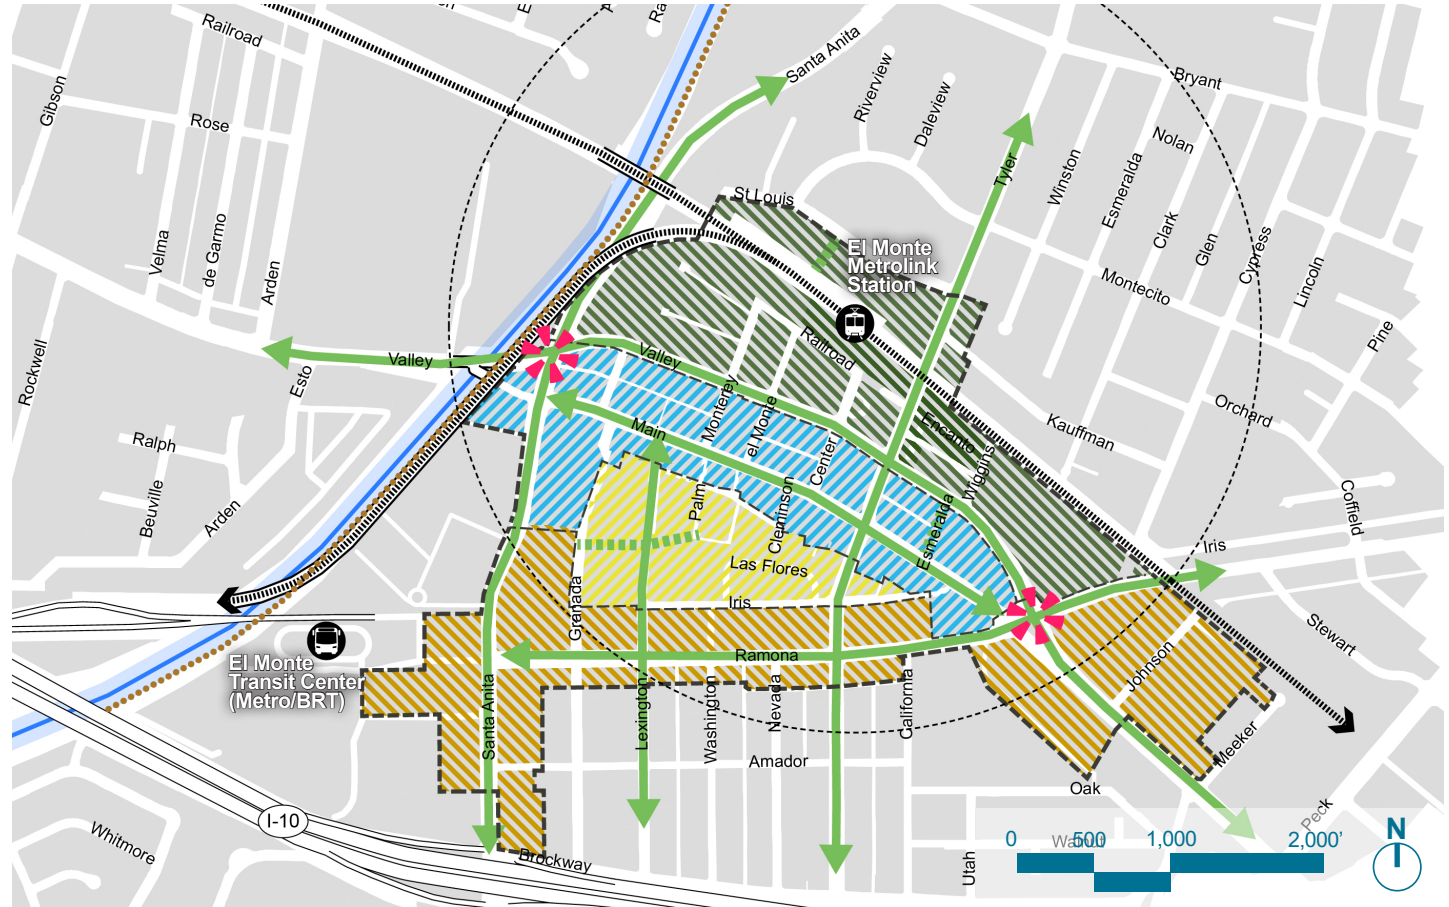 Railroad
Santa Anita
Gibson
Rose
Riverview
Daleview
Bryant
Nolan
Tyler
Winston
Esmeralda
Clark
Glen
Cypress
Lincoln
St Louis
Velma
de Garmo
Arden
El Monte
Metrolink
Station
Montecito
Pine
Rockwell
Valley
Esto
Valley
Railroad
Monterey
el Monte
Main
Center
Encanto
Wiggins
Kauffman
Orchard
Ralph
Beuville
Arden
Palm
Cleminson
Esmeralda
Coffield
Iris
Las Flores
Granada
Iris
Ramona
Stewart
Johnson
El Monte
Transit Center
(Metro/BRT)
Santa Anita
Lexington
Washington
Nevada
California
Meeker
Amador
Oak
Peck
I-10
Whitmore
Brockway
Utah
Walnut
0
500
1,000
2,000’
N